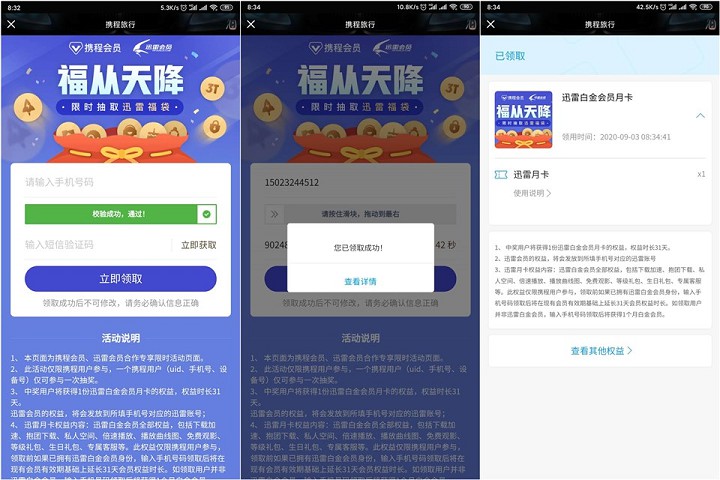 8:32
5.3K/s
携程旅行
携程会员 迅雷会员
福从天降
限时抽取迅雷福袋
3T
请输入手机号码
校验成功，通过！
输入短信验证码 立即获取
立即领取
领取成功后不可修改，请务必确认信息正确
活动说明
1、 本页面为携程会员、迅雷会员合作专享限时活动页面。
2、 此活动仅限携程用户参与，一个携程用户（uid、手机号、设
备号）仅可参与一次抽奖。
3、 中奖用户将获得1份迅雷白金会员月卡的权益，权益时长31
天。
迅雷会员的权益，将会发放到所填手机号对应的迅雷账号；
4、 迅雷月卡权益内容：迅雷白金会员全部权益，包括下载加
速、抱团下载、私人空间、倍速播放、播放曲线图、免费观影、
等级礼包、生日礼包、专属客服等。此权益仅限携程用户参与，
领取前如果已拥有迅雷白金会员身份，输入手机号码领取后将在
现有会员有效期基础上延长31天会员权益时长。如领取用户并非
8:34
10.8K/s
携程旅行
携程会员 迅雷会员
福从天降
限时抽取迅雷福袋
3T
15023244512
请按住滑块，拖动到最右
90248
42 秒
您已领取成功！
查看详情
领取成功后不可修改，请务必确认信息正确
活动说明
1、 本页面为携程会员、迅雷会员合作专享限时活动页面。
2、 此活动仅限携程用户参与，一个携程用户（uid、手机号、设
备号）仅可参与一次抽奖。
3、 中奖用户将获得1份迅雷白金会员月卡的权益，权益时长31
天。
迅雷会员的权益，将会发放到所填手机号对应的迅雷账号；
4、 迅雷月卡权益内容：迅雷白金会员全部权益，包括下载加
速、抱团下载、私人空间、倍速播放、播放曲线图、免费观影、
等级礼包、生日礼包、专属客服等。此权益仅限携程用户参与，
领取前如果已拥有迅雷白金会员身份，输入手机号码领取后将在
现有会员有效期基础上延长31天会员权益时长。如领取用户并非
8:34
42.5K/s
携程旅行
已领取
携程会员
福从天降
限时抽取迅雷福袋
迅雷白金会员月卡
领用时间：2020-09-03 08:34:41
迅雷月卡 x1
使用说明
1、 中奖用户将获得1份迅雷白金会员月卡的权益，权益时长31天。
2、迅雷会员的权益，将会发放到所填手机号对应的迅雷账号
3、迅雷月卡权益内容：迅雷白金会员全部权益，包括下载加速、抱团下载、私
人空间、倍速播放、播放曲线图、免费观影、等级礼包、生日礼包、专属客服
等。此权益仅限携程用户参与，领取前如果已拥有迅雷白金会员身份，输入手
机号码领取后将在现有会员有效期基础上延长31天会员权益时长。如领取用户
并非迅雷白金会员，输入手机号码领取后将获得1个月白金会员。
查看其他权益